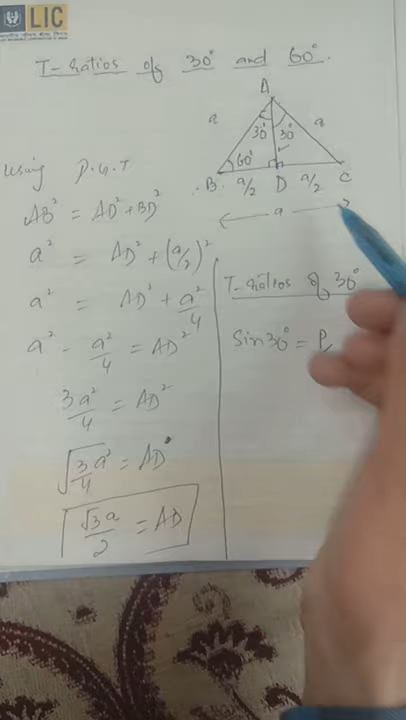 LIC
T-ratios of 30° and 60°.
A
a
a
30° 30°
60°
B a/2 D a/2 C
a
using P.G.T
AB² = AD² + BD²
a² = AD² + (a/2)²
a² = AD² + a²/4
a² - a²/4 = AD²
3a²/4 = AD²
√3/4 a² = AD
√3a/2 = AD
T-ratios of 30°
Sin30° = P/